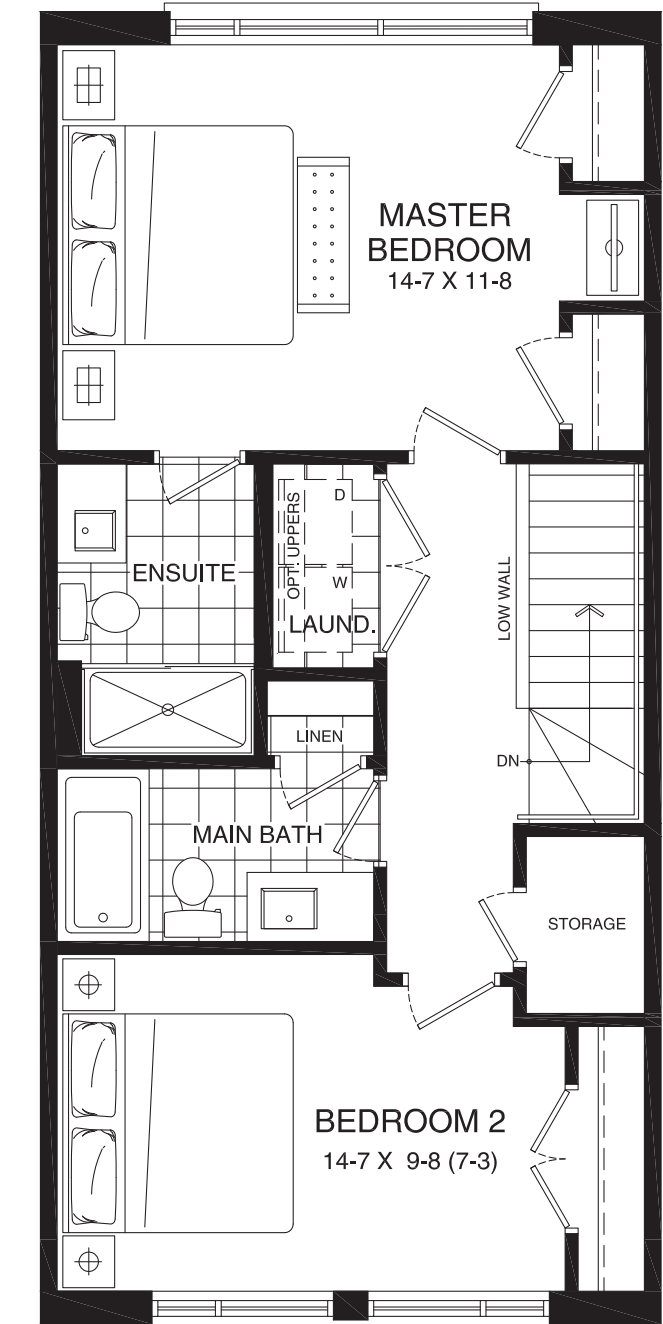 MASTER
BEDROOM
14-7 X 11-8
D
OPT. UPPERS
W
ENSUITE
LAUND.
LOW WALL
LINEN
DN
MAIN BATH
STORAGE
BEDROOM 2
14-7 X 9-8 (7-3)